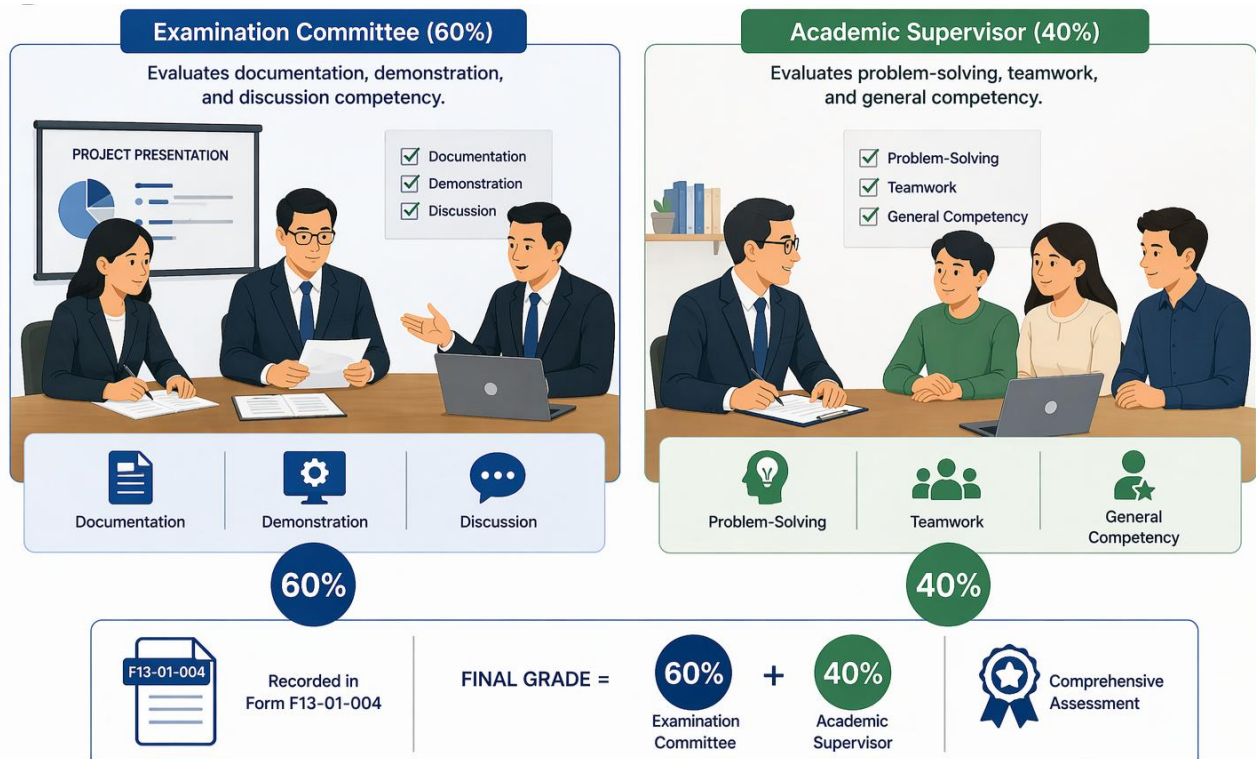 Examination Committee (60%)
Evaluates documentation, demonstration,
and discussion competency.
PROJECT PRESENTATION
Documentation
Demonstration
Discussion
Documentation
Demonstration
Discussion
60%
Academic Supervisor (40%)
Evaluates problem-solving, teamwork,
and general competency.
Problem-Solving
Teamwork
General Competency
Problem-Solving
Teamwork
General
Competency
40%
F13-01-004
Recorded in
Form F13-01-004
FINAL GRADE =
60%
Examination
Committee
+
40%
Academic
Supervisor
Comprehensive
Assessment